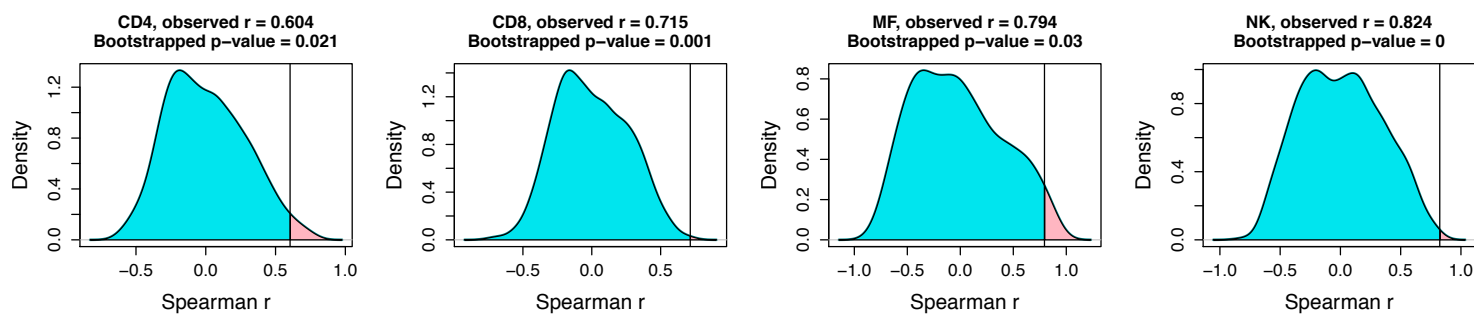 CD4, observed r = 0.604
Bootstrapped p−value = 0.021
Density
0.0
0.4
0.8
1.2
−0.5
0.0
0.5
1.0
Spearman r
CD8, observed r = 0.715
Bootstrapped p−value = 0.001
Density
0.0
0.4
0.8
1.2
−0.5
0.0
0.5
Spearman r
MF, observed r = 0.794
Bootstrapped p−value = 0.03
Density
0.0
0.2
0.4
0.6
0.8
−1.0
−0.5
0.0
0.5
1.0
Spearman r
NK, observed r = 0.824
Bootstrapped p−value = 0
Density
0.0
0.4
0.8
−1.0
−0.5
0.0
0.5
1.0
Spearman r